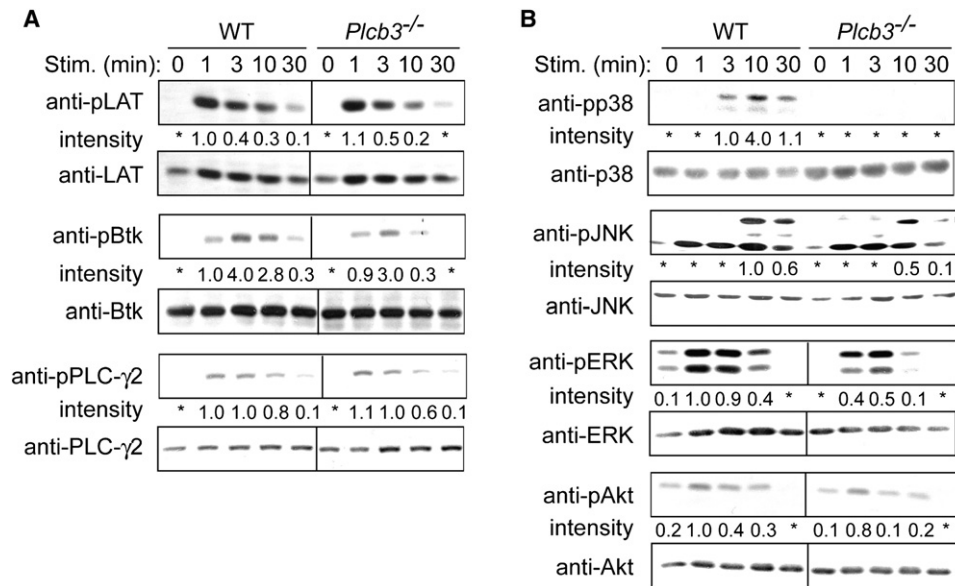 A
WT Plcb3-/-
Stim. (min): 0 1 3 10 30 0 1 3 10 30
anti-pLAT
intensity * 1.0 0.4 0.3 0.1 * 1.1 0.5 0.2 *
anti-LAT
anti-pBtk
intensity * 1.0 4.0 2.8 0.3 * 0.9 3.0 0.3 *
anti-Btk
anti-pPLC-γ2
intensity * 1.0 1.0 0.8 0.1 * 1.1 1.0 0.6 0.1
anti-PLC-γ2
B
WT Plcb3-/-
Stim. (min): 0 1 3 10 30 0 1 3 10 30
anti-pp38
intensity * * 1.0 4.0 1.1 * * * * *
anti-p38
anti-pJNK
intensity * * * 1.0 0.6 * * * 0.5 0.1
anti-JNK
anti-pERK
intensity 0.1 1.0 0.9 0.4 * * 0.4 0.5 0.1 *
anti-ERK
anti-pAkt
intensity 0.2 1.0 0.4 0.3 * 0.1 0.8 0.1 0.2 *
anti-Akt